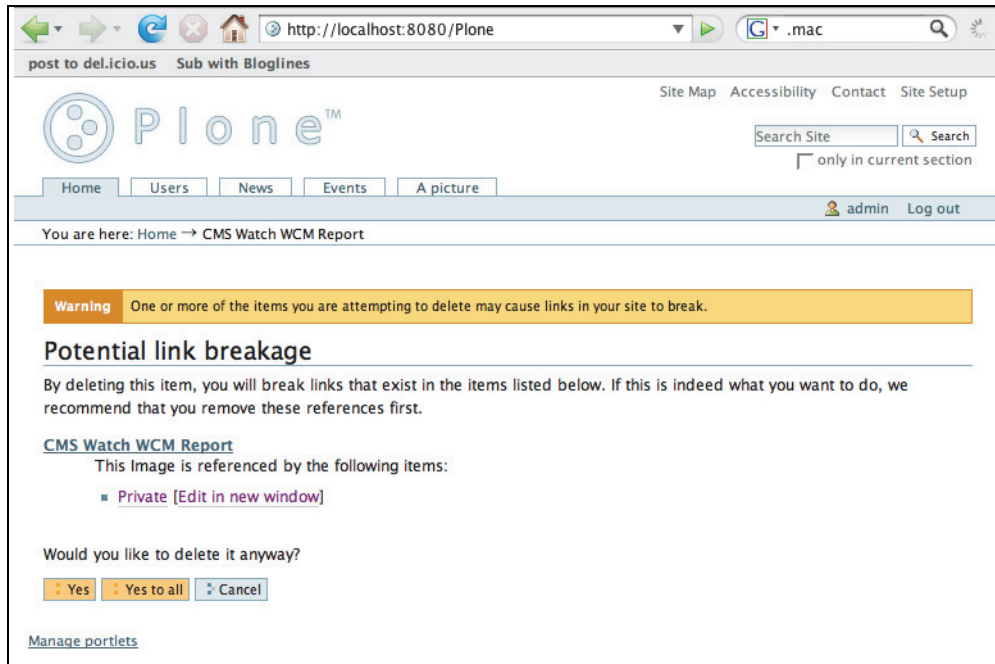 http://localhost:8080/Plone
G .mac
post to del.icio.us Sub with Bloglines
Site Map Accessibility Contact Site Setup
Plone™
Search Site Search
only in current section
Home Users News Events A picture
admin Log out
You are here: Home → CMS Watch WCM Report
Warning One or more of the items you are attempting to delete may cause links in your site to break.
Potential link breakage
By deleting this item, you will break links that exist in the items listed below. If this is indeed what you want to do, we
recommend that you remove these references first.
CMS Watch WCM Report
This Image is referenced by the following items:
Private [Edit in new window]
Would you like to delete it anyway?
Yes Yes to all Cancel
Manage portlets